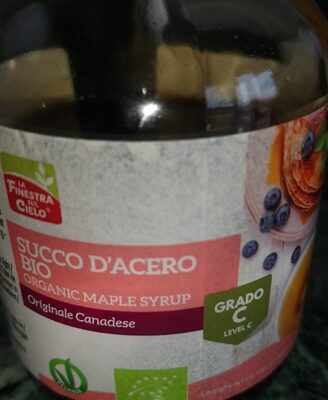 LA
FINESTRA
SUL
CIELO
SUCCO D'ACERO
BIO
ORGANIC MAPLE SYRUP
Originale Canadese
GRADO
C
LEVEL C